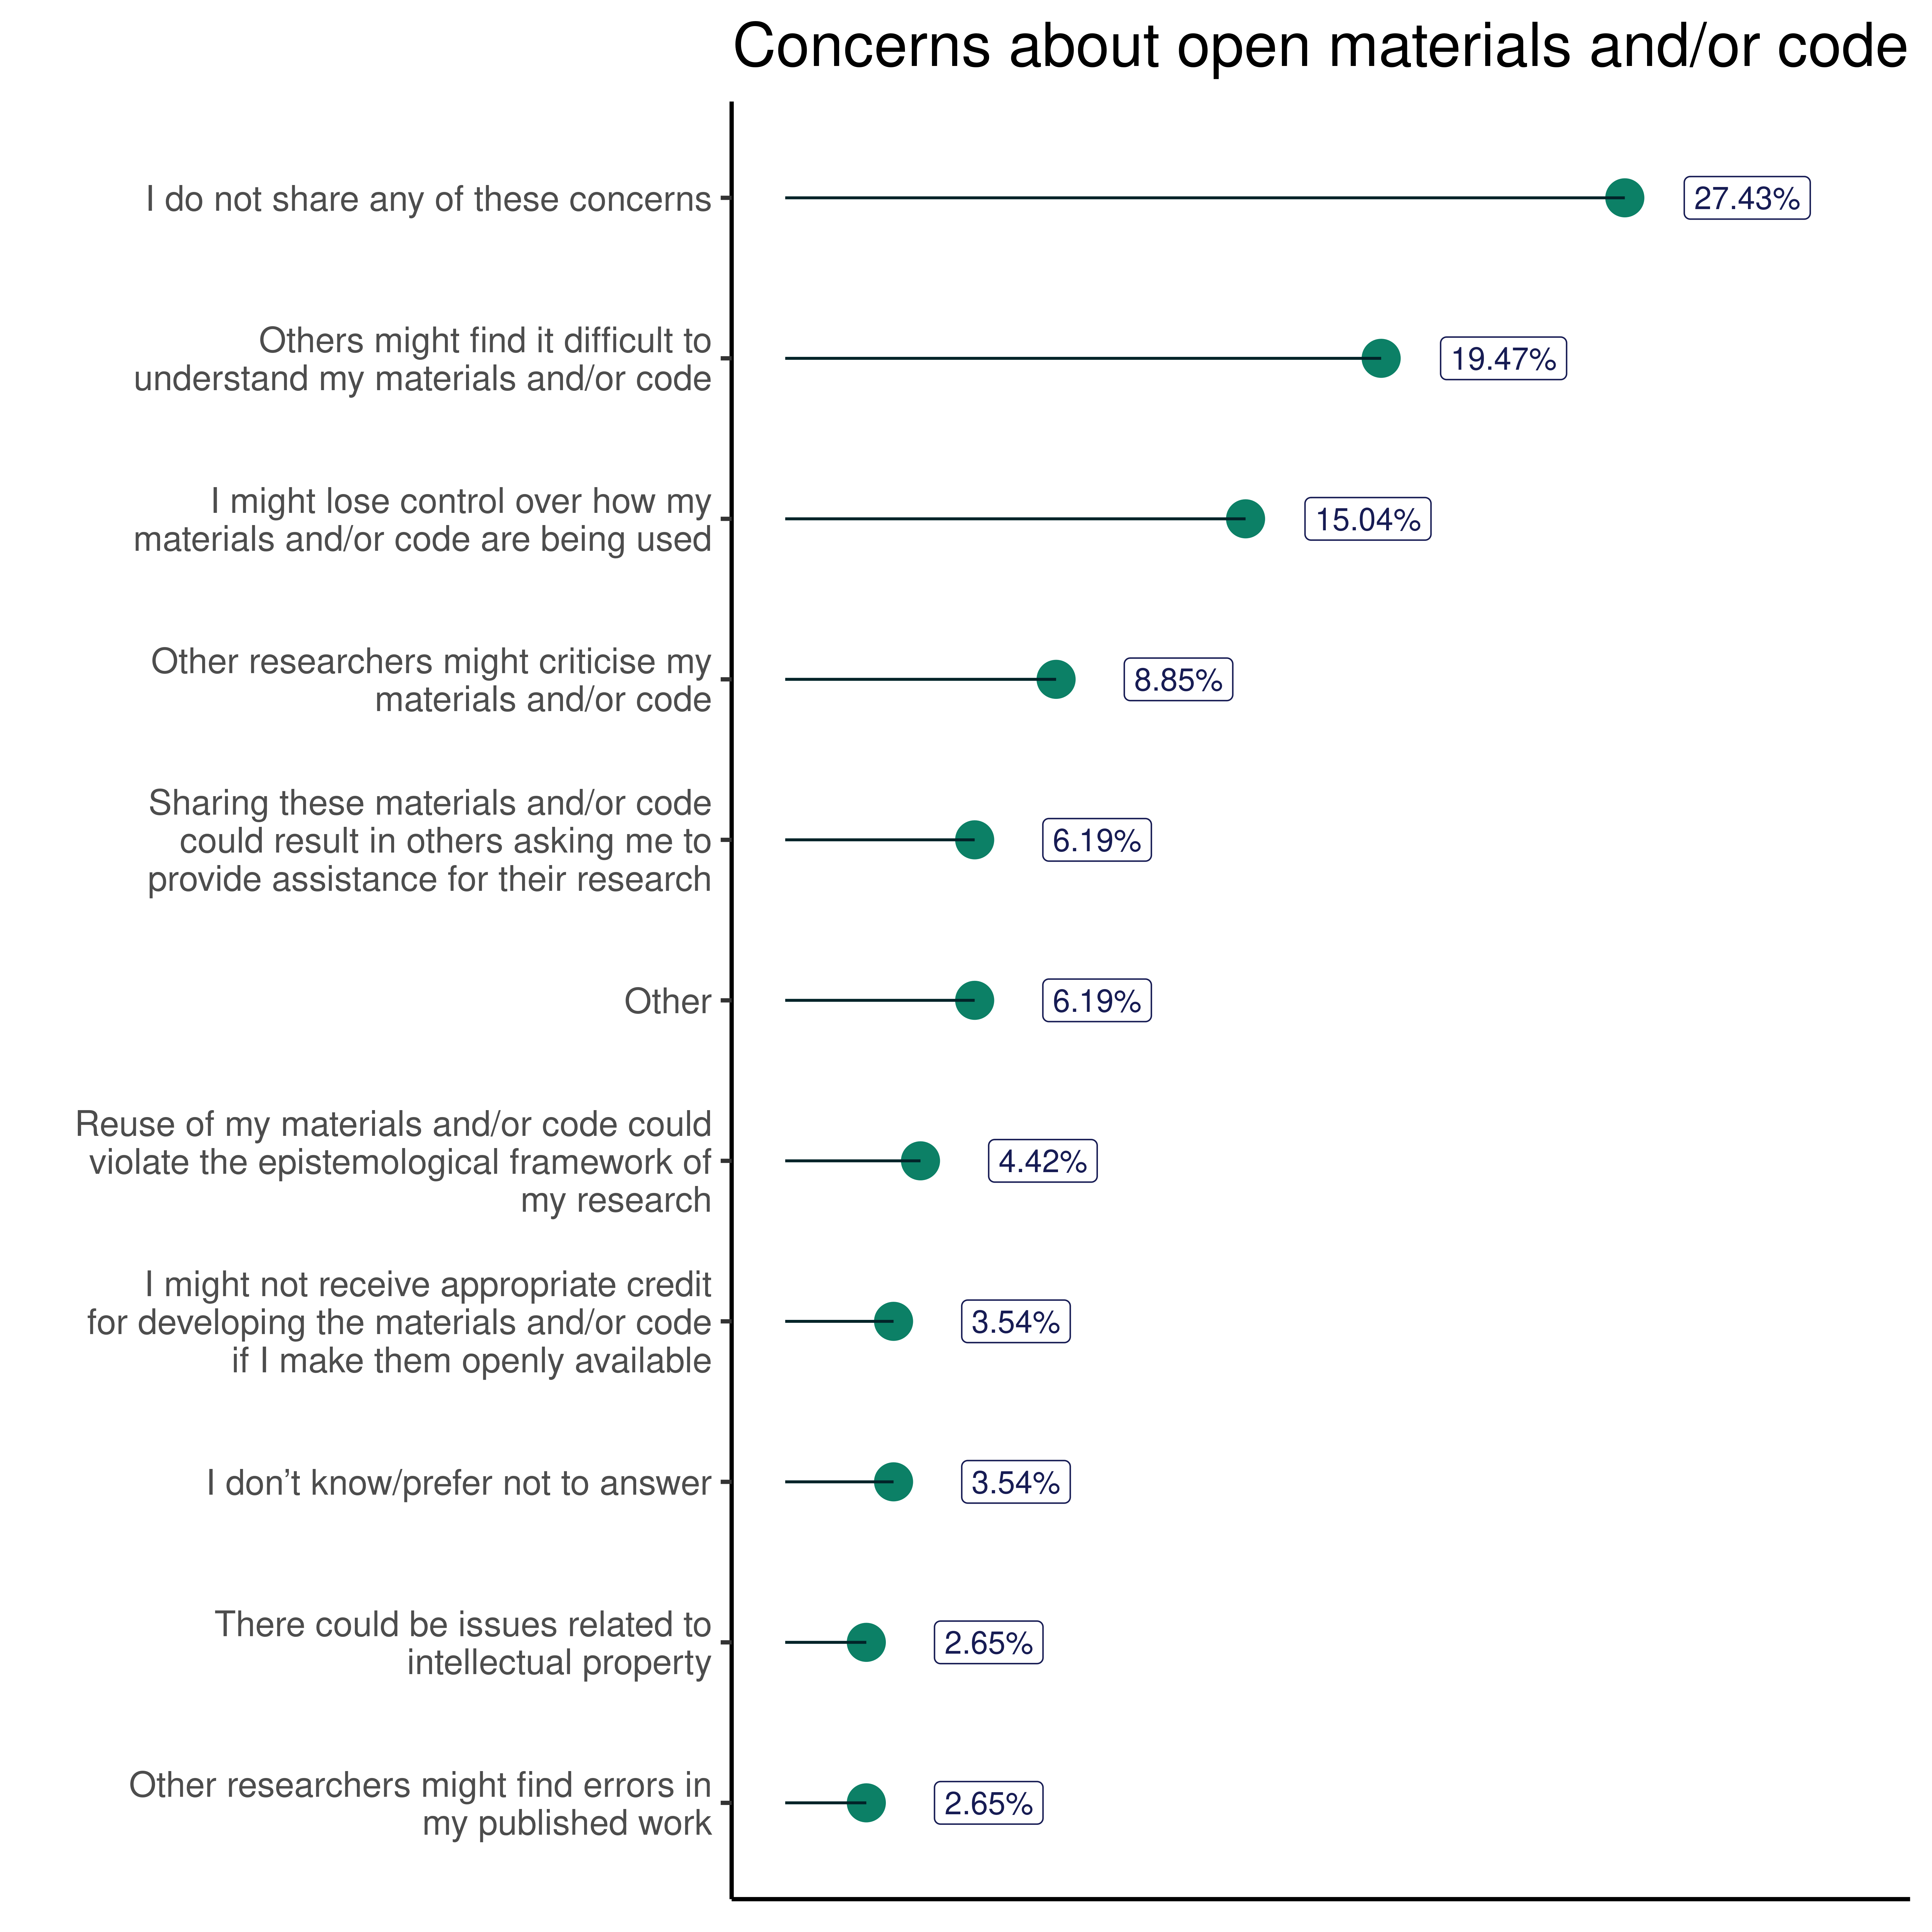 Concerns about open materials and/or code
I do not share any of these concerns
27.43%
Others might find it difficult to
understand my materials and/or code
19.47%
I might lose control over how my
materials and/or code are being used
15.04%
Other researchers might criticise my
materials and/or code
8.85%
Sharing these materials and/or code
could result in others asking me to
provide assistance for their research
6.19%
Other
6.19%
Reuse of my materials and/or code could
violate the epistemological framework of
my research
4.42%
I might not receive appropriate credit
for developing the materials and/or code
if I make them openly available
3.54%
I don’t know/prefer not to answer
3.54%
There could be issues related to
intellectual property
2.65%
Other researchers might find errors in
my published work
2.65%